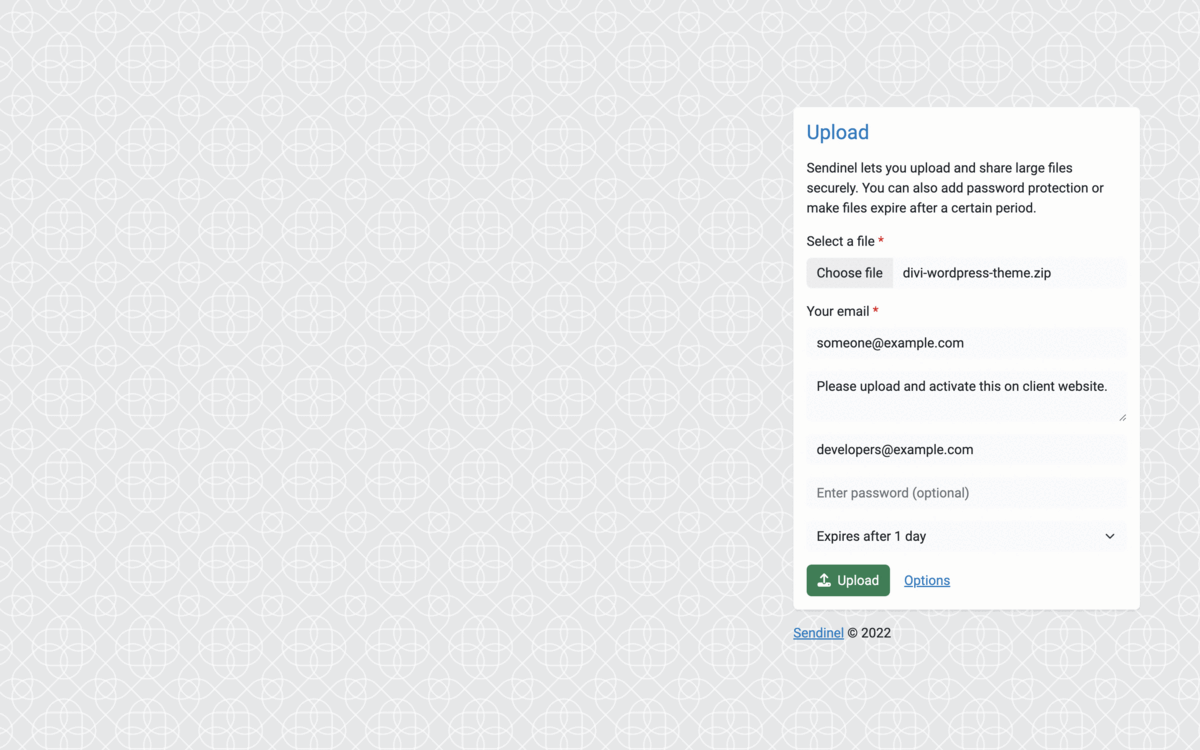 Upload
Sendinel lets you upload and share large files
securely. You can also add password protection or
make files expire after a certain period.
Select a file *
Choose file divi-wordpress-theme.zip
Your email *
someone@example.com
Please upload and activate this on client website.
developers@example.com
Enter password (optional)
Expires after 1 day
Upload Options
Sendinel © 2022